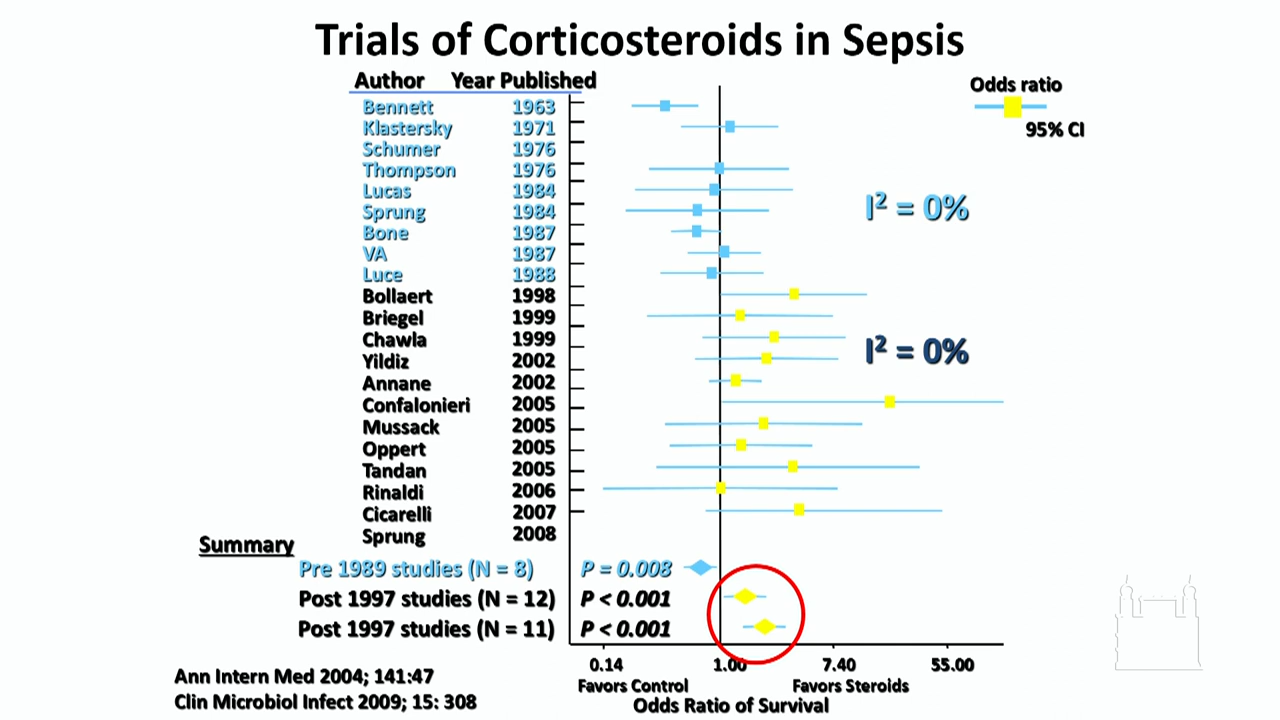 Trials of Corticosteroids in Sepsis
Author Year Published
Odds ratio
95% CI
Bennett 1963
Klastersky 1971
Schumer 1976
Thompson 1976
Lucas 1984
Sprung 1984
Bone 1987
VA 1987
Luce 1988
I² = 0%
Bollaert 1998
Briegel 1999
Chawla 1999
Yildiz 2002
Annane 2002
Confalonieri 2005
Mussack 2005
Oppert 2005
Tandan 2005
Rinaldi 2006
Cicarelli 2007
Sprung 2008
I² = 0%
Summary
Pre 1989 studies (N = 8) P = 0.008
Post 1997 studies (N = 12) P < 0.001
Post 1997 studies (N = 11) P < 0.001
0.14 1.00 7.40 55.00
Favors Control Favors Steroids
Odds Ratio of Survival
Ann Intern Med 2004; 141:47
Clin Microbiol Infect 2009; 15: 308